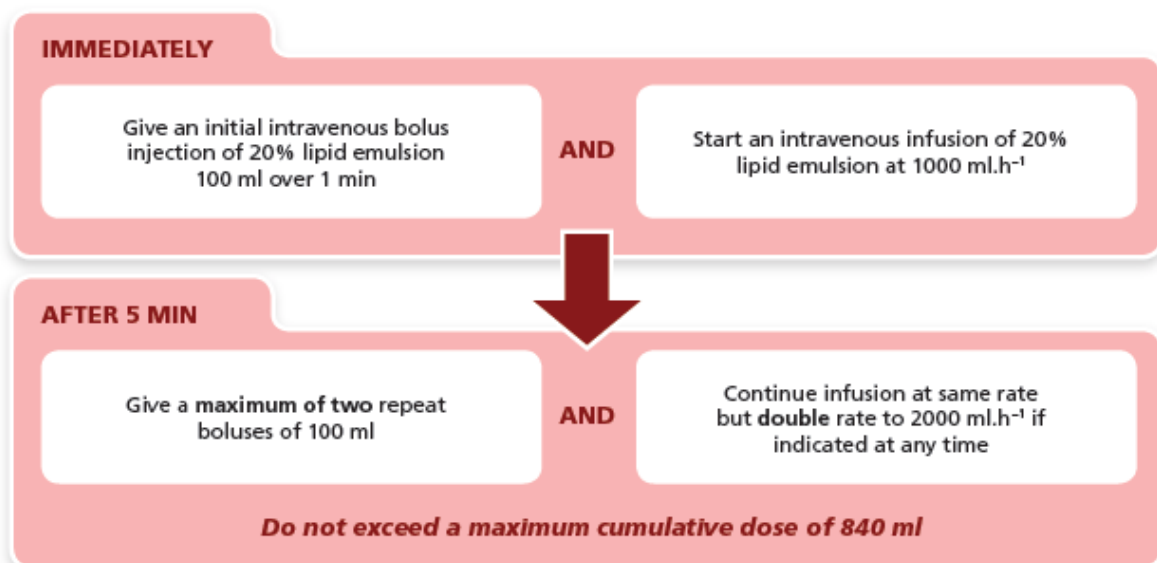 IMMEDIATELY
Give an initial intravenous bolus
injection of 20% lipid emulsion
100 ml over 1 min
AND
Start an intravenous infusion of 20%
lipid emulsion at 1000 ml.h⁻¹
AFTER 5 MIN
Give a maximum of two repeat
boluses of 100 ml
AND
Continue infusion at same rate
but double rate to 2000 ml.h⁻¹ if
indicated at any time
Do not exceed a maximum cumulative dose of 840 ml